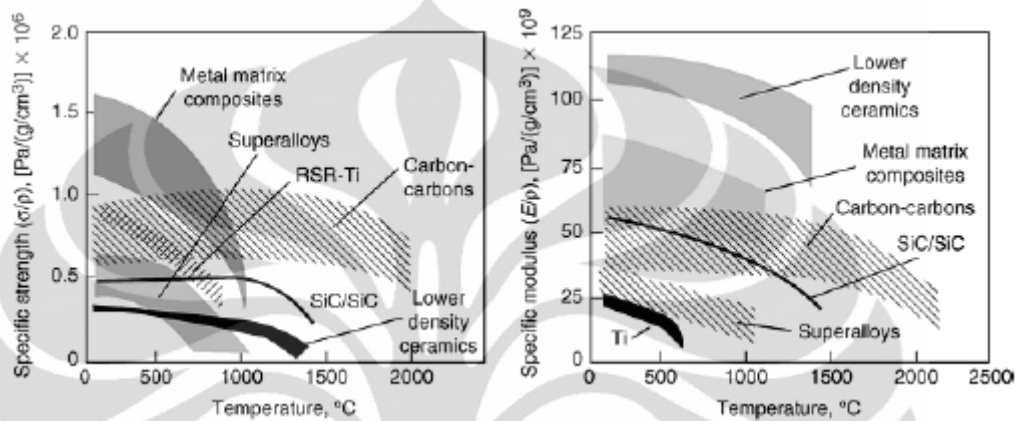 Specific strength (σ/ρ), [Pa/(g/cm³)] × 10⁶
2.0
1.5
1.0
0.5
0
Metal matrix
composites
Superalloys
RSR-Ti
Carbon-
carbons
SiC/SiC
Lower
density
ceramics
0 500 1000 1500 2000
Temperature, °C
Specific modulus (E/ρ), [Pa/(g/cm³)] × 10⁹
125
100
75
50
25
0
Lower
density
ceramics
Metal matrix
composites
Carbon-carbons
SiC/SiC
Superalloys
Ti
0 500 1000 1500 2000 2500
Temperature, °C